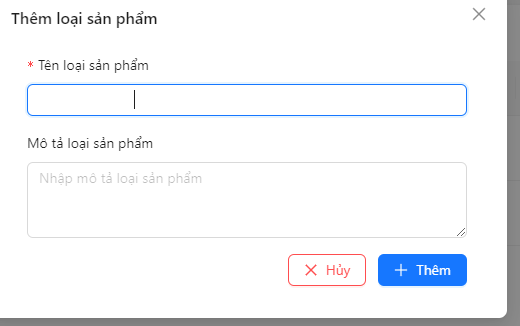 Thêm loại sản phẩm
* Tên loại sản phẩm
Mô tả loại sản phẩm
Nhập mô tả loại sản phẩm
Hủy
Thêm